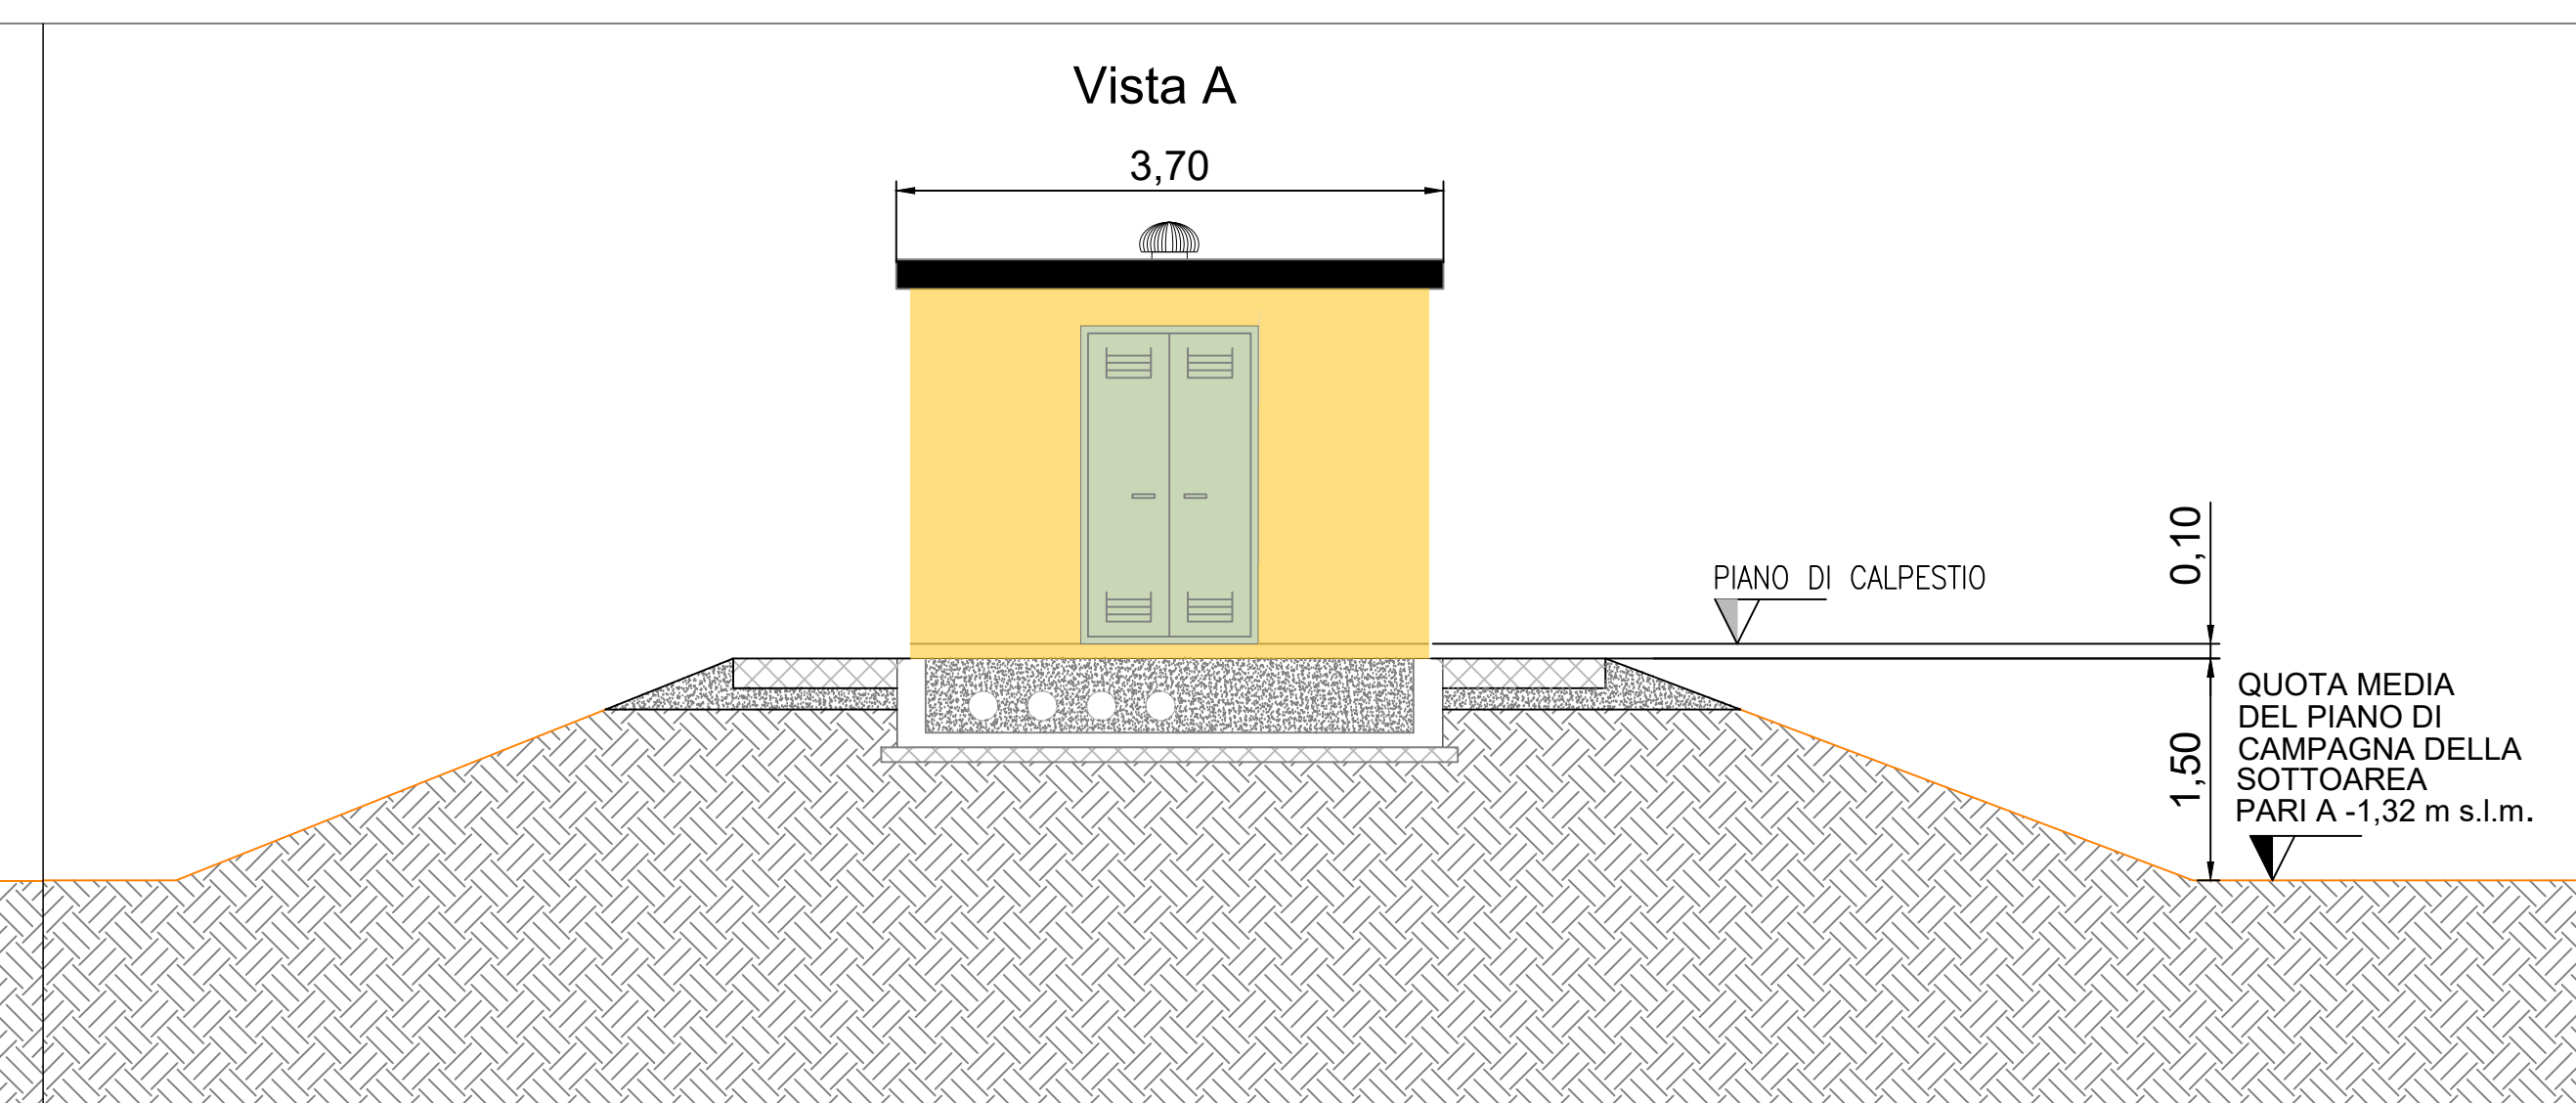 Vista A
3,70
PIANO DI CALPESTIO
0,10
1,50
QUOTA MEDIA
DEL PIANO DI
CAMPAGNA DELLA
SOTTOAREA
PARI A -1,32 m s.l.m.